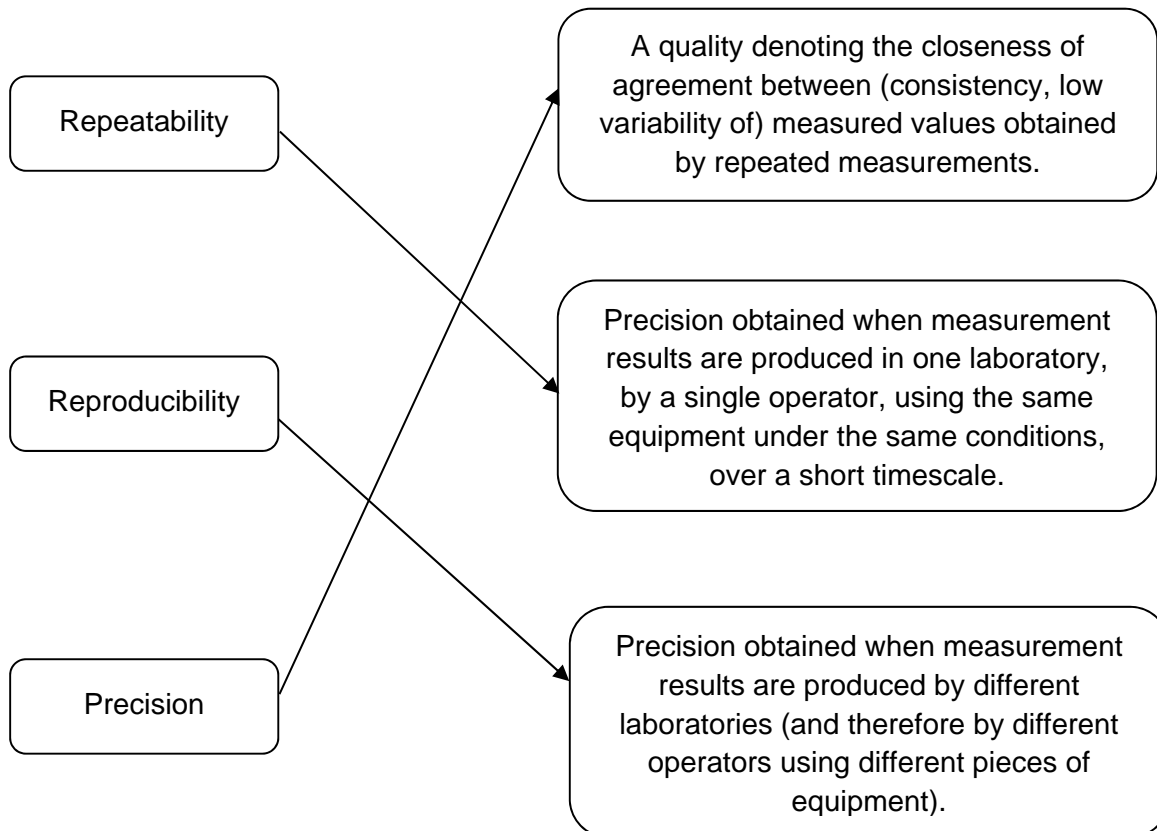 Repeatability
Reproducibility
Precision
A quality denoting the closeness of
agreement between (consistency, low
variability of) measured values obtained
by repeated measurements.
Precision obtained when measurement
results are produced in one laboratory,
by a single operator, using the same
equipment under the same conditions,
over a short timescale.
Precision obtained when measurement
results are produced by different
laboratories (and therefore by different
operators using different pieces of
equipment).